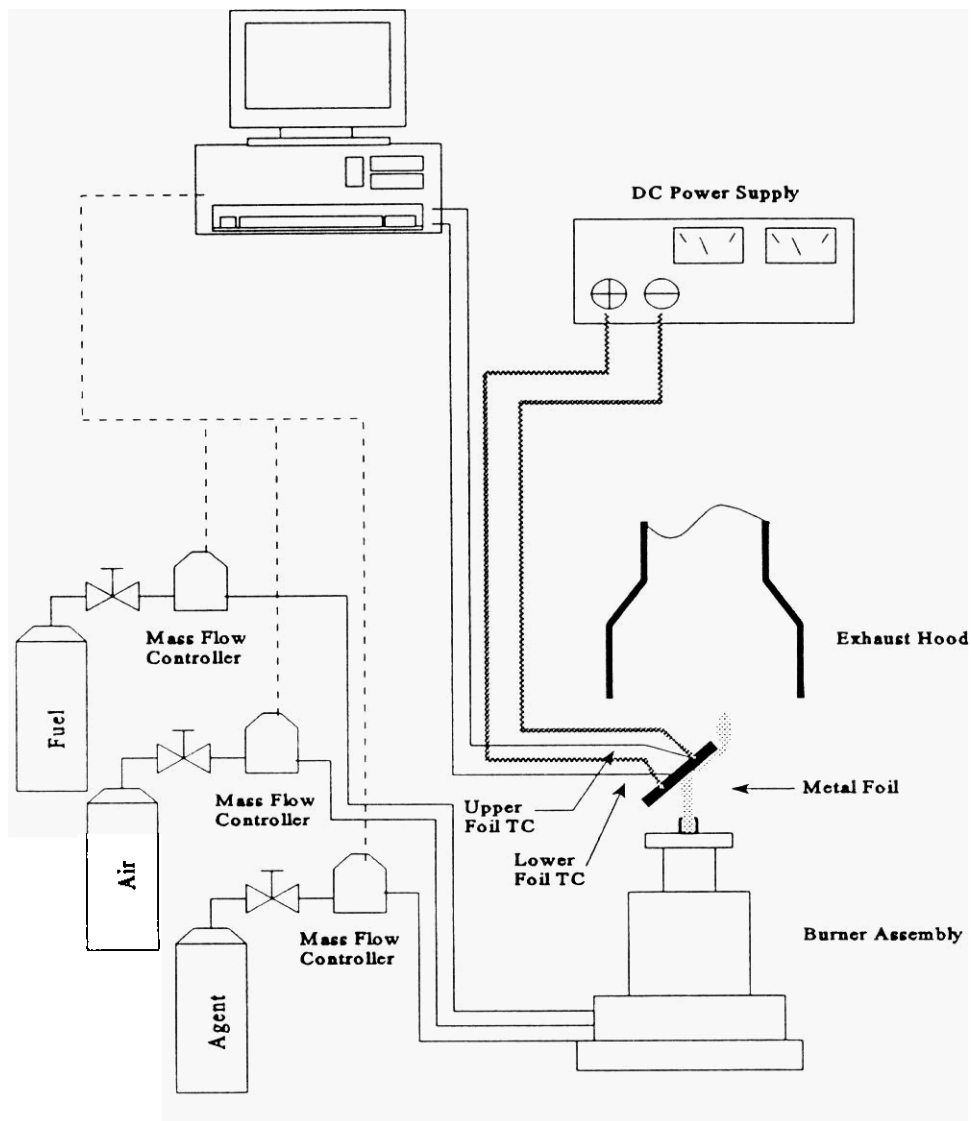 DC Power Supply
Exhaust Hood
Mass Flow
Controller
Fuel
Mass Flow
Controller
Metal Foil
Upper
Foil TC
Lower
Foil TC
Air
Mass Flow
Controller
Burner Assembly
Agent